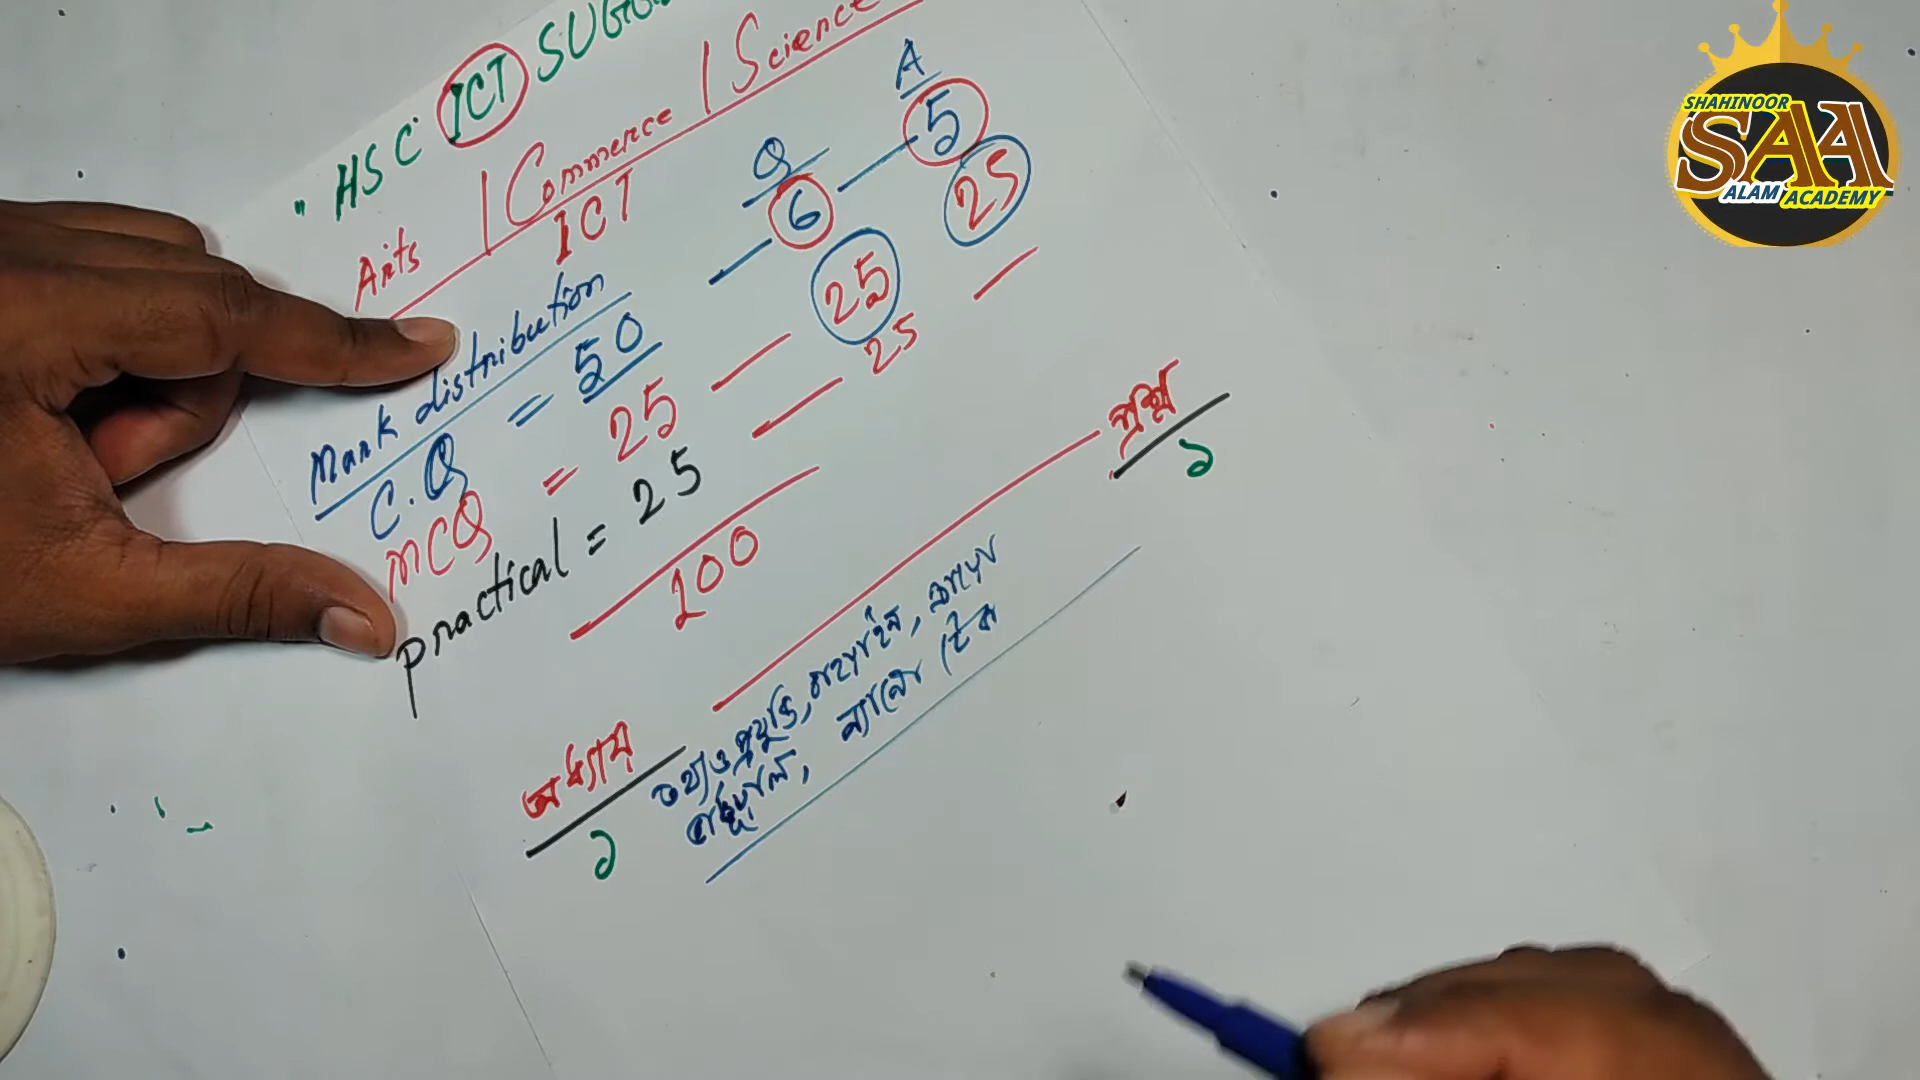 "HSC ICT SUGG
Arts | Commerce | Science
ICT
Mark distribution Q A
C.Q = 50 — 6 — 5
MCQ = 25 — 25 25
practical = 25 — 25 —
100
অধ্যায় প্রশ্ন
১ তথ্য ও প্রযুক্তি, ১
ন্যানো টেক
SHAHINOOR
SAA
ALAM ACADEMY